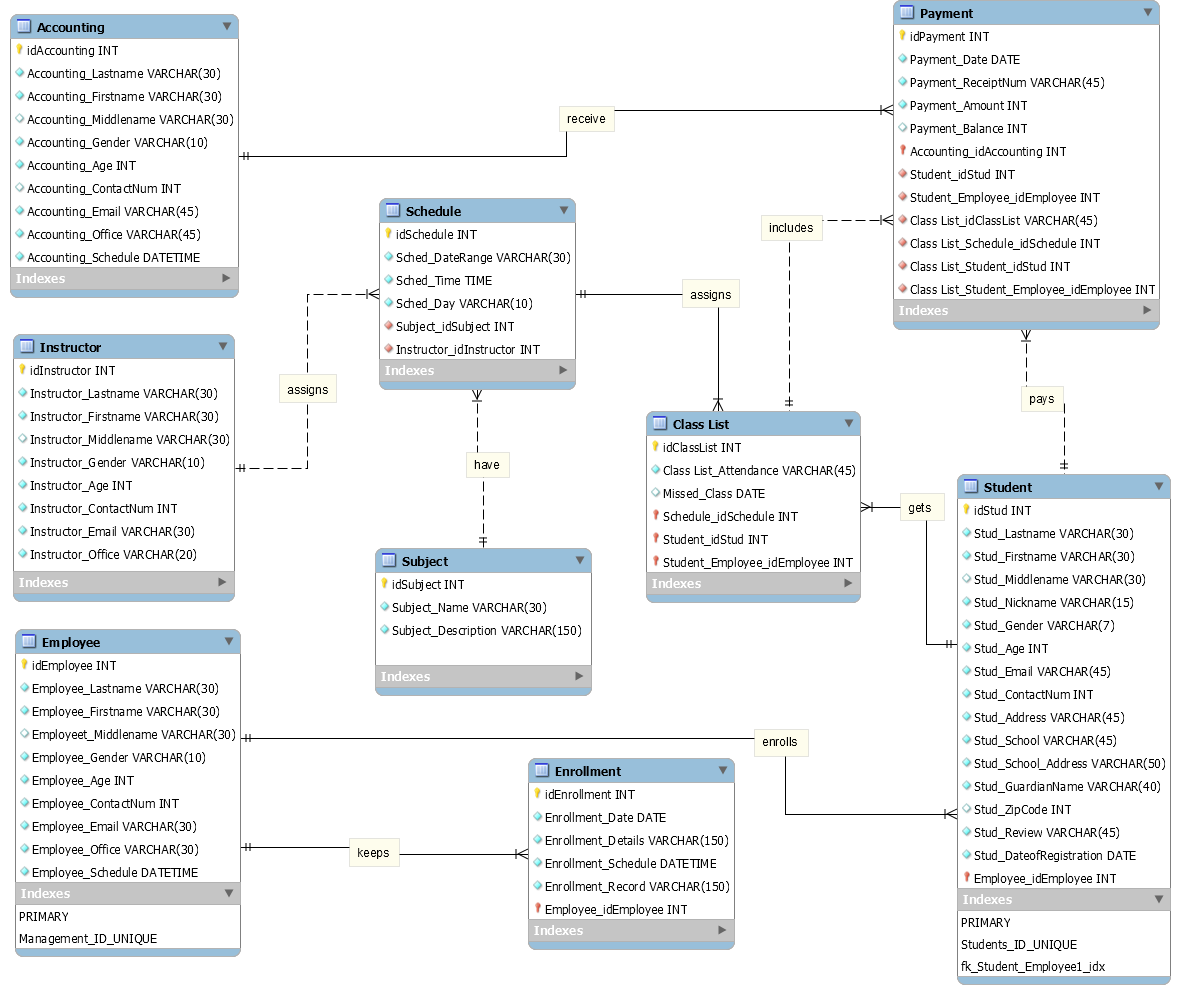 Accounting
idAccounting INT
Accounting_Lastname VARCHAR(30)
Accounting_Firstname VARCHAR(30)
Accounting_Middlename VARCHAR(30)
Accounting_Gender VARCHAR(10)
Accounting_Age INT
Accounting_ContactNum INT
Accounting_Email VARCHAR(45)
Accounting_Office VARCHAR(45)
Accounting_Schedule DATETIME
Indexes
receive
Payment
idPayment INT
Payment_Date DATE
Payment_ReceiptNum VARCHAR(45)
Payment_Amount INT
Payment_Balance INT
Accounting_idAccounting INT
Student_idStud INT
Student_Employee_idEmployee INT
Class List_idClassList VARCHAR(45)
Class List_Schedule_idSchedule INT
Class List_Student_idStud INT
Class List_Student_Employee_idEmployee INT
Indexes
Schedule
idSchedule INT
Sched_DateRange VARCHAR(30)
Sched_Time TIME
Sched_Day VARCHAR(10)
Subject_idSubject INT
Instructor_idInstructor INT
Indexes
includes
assigns
Instructor
idInstructor INT
Instructor_Lastname VARCHAR(30)
Instructor_Firstname VARCHAR(30)
Instructor_Middlename VARCHAR(30)
Instructor_Gender VARCHAR(10)
Instructor_Age INT
Instructor_ContactNum INT
Instructor_Email VARCHAR(30)
Instructor_Office VARCHAR(20)
Indexes
assigns
have
pays
Class List
idClassList INT
Class List_Attendance VARCHAR(45)
Missed_Class DATE
Schedule_idSchedule INT
Student_idStud INT
Student_Employee_idEmployee INT
Indexes
gets
Subject
idSubject INT
Subject_Name VARCHAR(30)
Subject_Description VARCHAR(150)
Indexes
Student
idStud INT
Stud_Lastname VARCHAR(30)
Stud_Firstname VARCHAR(30)
Stud_Middlename VARCHAR(30)
Stud_Nickname VARCHAR(15)
Stud_Gender VARCHAR(7)
Stud_Age INT
Stud_Email VARCHAR(45)
Stud_ContactNum INT
Stud_Address VARCHAR(45)
Stud_School VARCHAR(45)
Stud_School_Address VARCHAR(50)
Stud_GuardianName VARCHAR(40)
Stud_ZipCode INT
Stud_Review VARCHAR(45)
Stud_DateofRegistration DATE
Employee_idEmployee INT
Indexes
PRIMARY
Students_ID_UNIQUE
fk_Student_Employee1_idx
Employee
idEmployee INT
Employee_Lastname VARCHAR(30)
Employee_Firstname VARCHAR(30)
Employeet_Middlename VARCHAR(30)
Employee_Gender VARCHAR(10)
Employee_Age INT
Employee_ContactNum INT
Employee_Email VARCHAR(30)
Employee_Office VARCHAR(30)
Employee_Schedule DATETIME
Indexes
PRIMARY
Management_ID_UNIQUE
enrolls
keeps
Enrollment
idEnrollment INT
Enrollment_Date DATE
Enrollment_Details VARCHAR(150)
Enrollment_Schedule DATETIME
Enrollment_Record VARCHAR(150)
Employee_idEmployee INT
Indexes